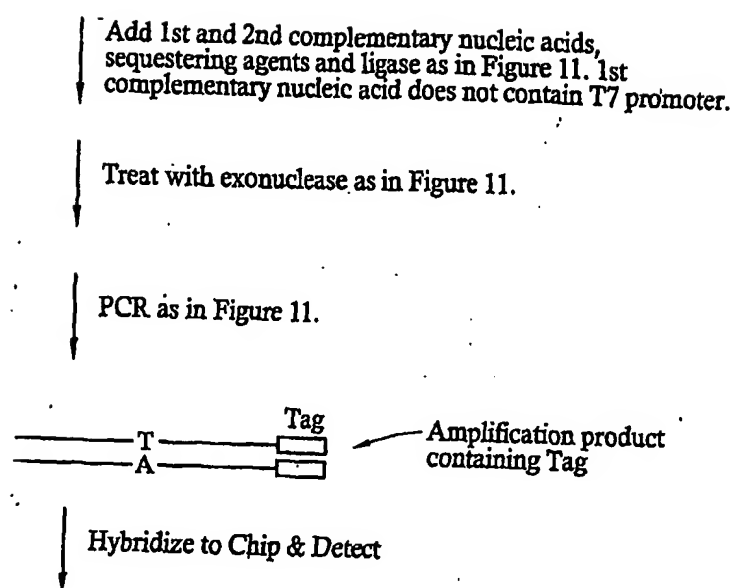 Add 1st and 2nd complementary nucleic acids,
sequestering agents and ligase as in Figure 11. 1st
complementary nucleic acid does not contain T7 promoter.
Treat with exonuclease as in Figure 11.
PCR as in Figure 11.
Tag
T
A
Amplification product
containing Tag
Hybridize to Chip & Detect